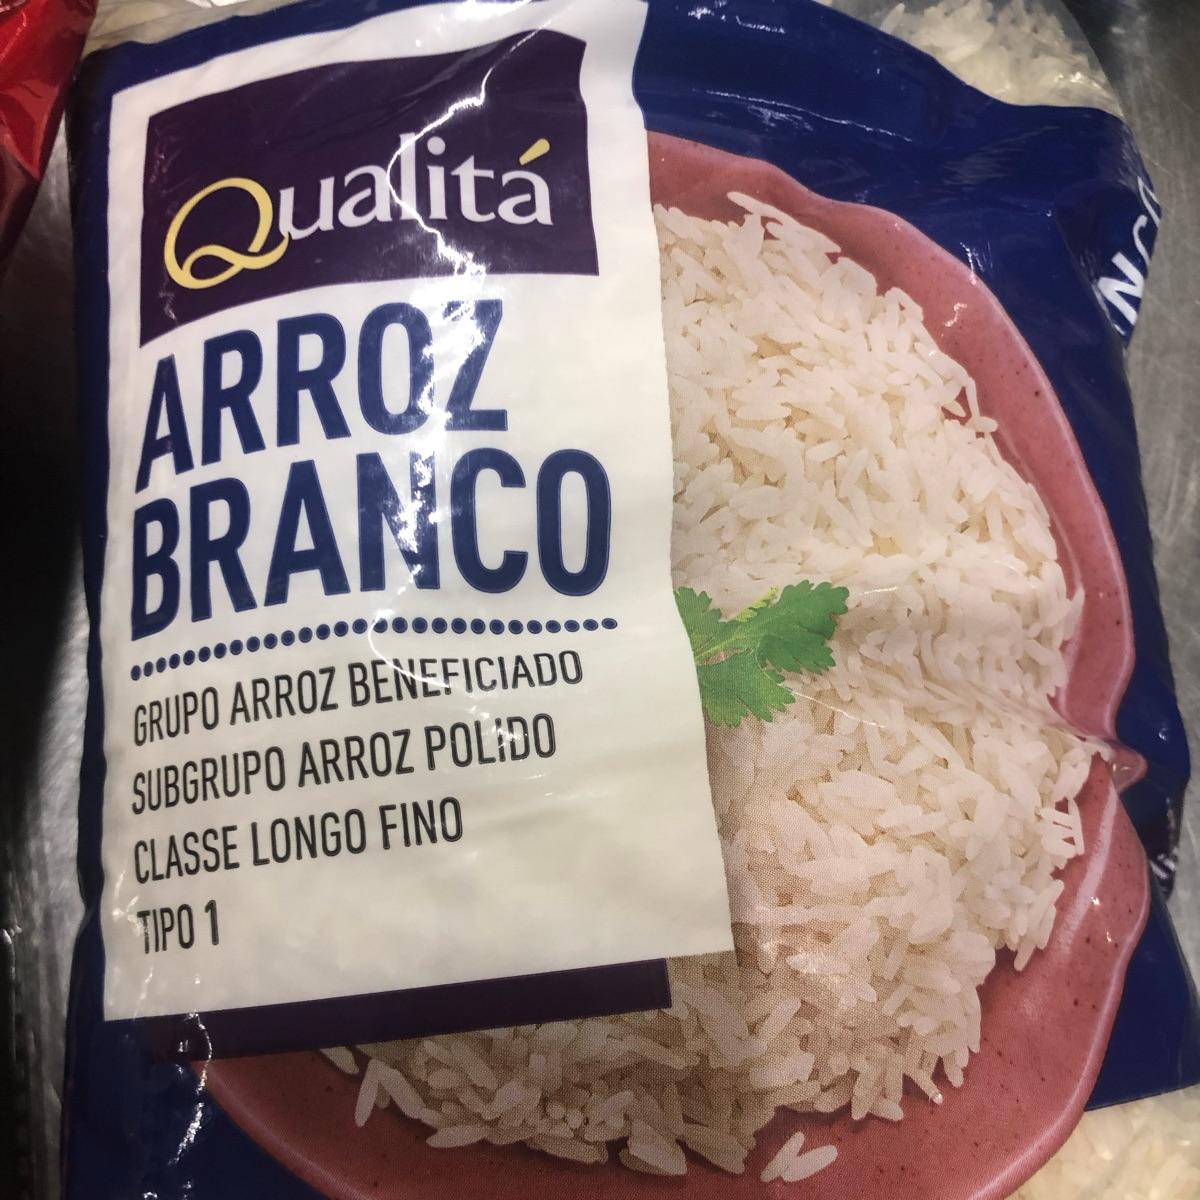 Qualitá
ARROZ
BRANCO
GRUPO ARROZ BENEFICIADO
SUBGRUPO ARROZ POLIDO
CLASSE LONGO FINO
TIPO 1